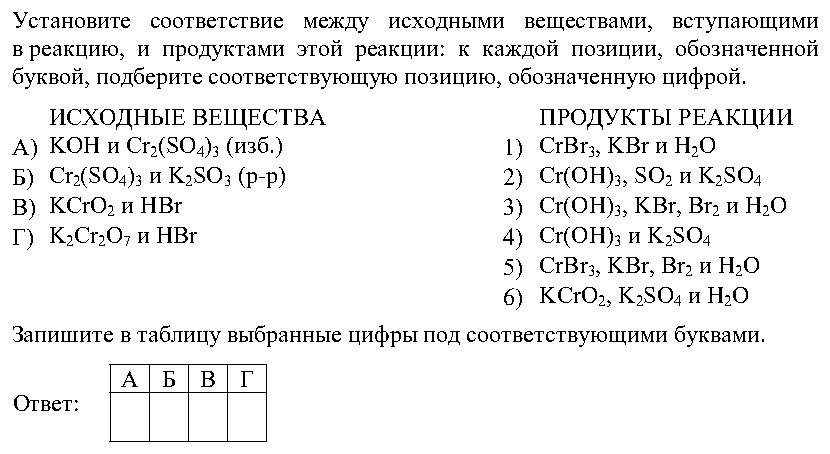 Установите соответствие между исходными веществами, вступающими
в реакцию, и продуктами этой реакции: к каждой позиции, обозначенной
буквой, подберите соответствующую позицию, обозначенную цифрой.
ИСХОДНЫЕ ВЕЩЕСТВА
А) KOH и Cr₂(SO₄)₃ (изб.)
Б) Cr₂(SO₄)₃ и K₂SO₃ (р-р)
В) KCrO₂ и HBr
Г) K₂Cr₂O₇ и HBr
ПРОДУКТЫ РЕАКЦИИ
1) CrBr₃, KBr и H₂O
2) Cr(OH)₃, SO₂ и K₂SO₄
3) Cr(OH)₃, KBr, Br₂ и H₂O
4) Cr(OH)₃ и K₂SO₄
5) CrBr₃, KBr, Br₂ и H₂O
6) KCrO₂, K₂SO₄ и H₂O
Запишите в таблицу выбранные цифры под соответствующими буквами.
А Б В Г
Ответ: